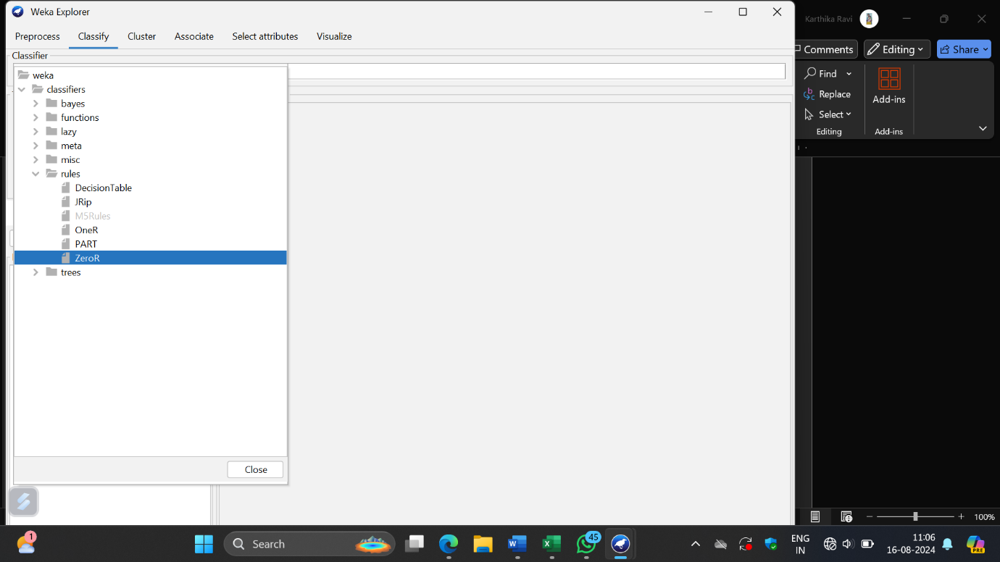 Weka Explorer
Preprocess Classify Cluster Associate Select attributes Visualize
Classifier
weka
classifiers
bayes
functions
lazy
meta
misc
rules
DecisionTable
JRip
M5Rules
OneR
PART
ZeroR
trees
Close
Karthika Ravi
Comments Editing Share
Find
Replace
Select
Editing
Add-ins
Add-ins
100%
1
Search
45
ENG
IN
11:06
16-08-2024
PRE